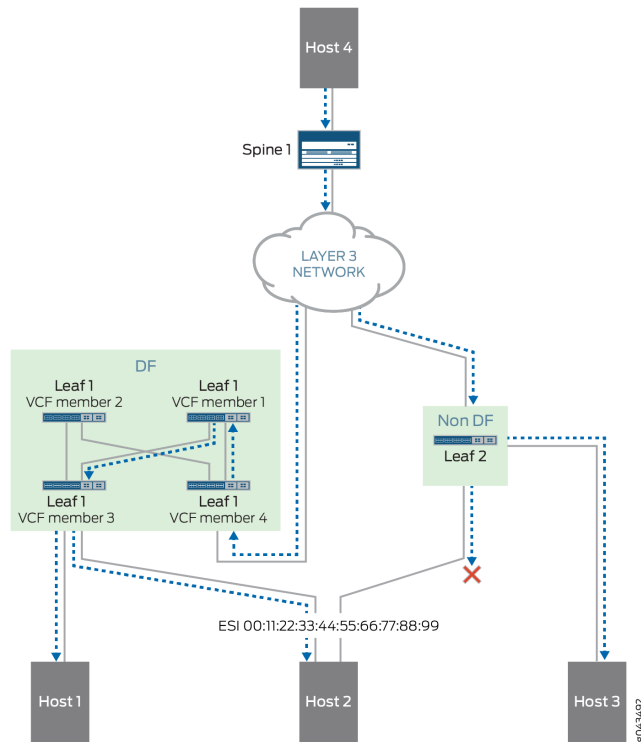 Host 4
Spine 1
LAYER 3
NETWORK
DF
Leaf 1
VCF member 2
Leaf 1
VCF member 1
Leaf 1
VCF member 3
Leaf 1
VCF member 4
Non DF
Leaf 2
ESI 00:11:22:33:44:55:66:77:88:99
Host 1
Host 2
Host 3
g043492